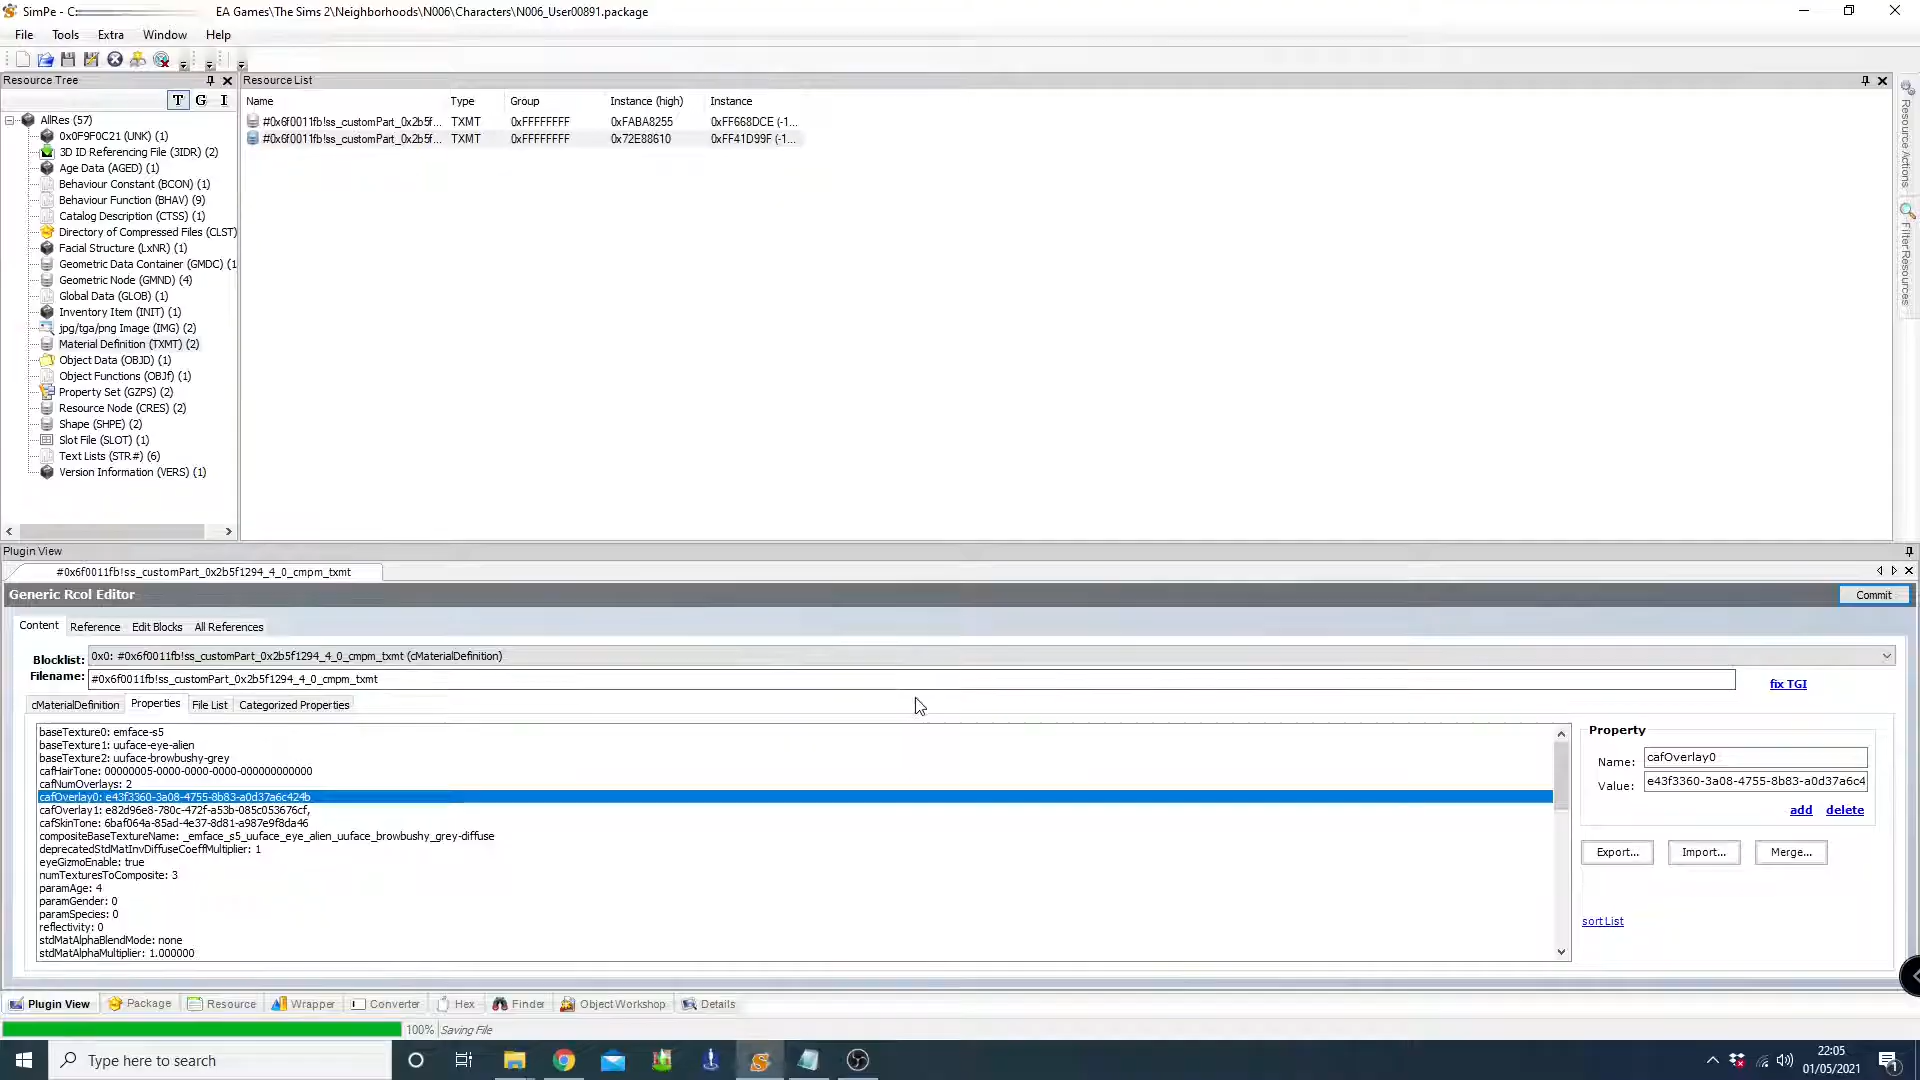 SimPe - C:
EA Games\The Sims 2\Neighborhoods\N006\Characters\N006_User00891.package
File Tools Extra Window Help
Resource Tree
Resource List
T G I
Name Type Group Instance (high) Instance
#0x6f0011fb!ss_customPart_0x2b5f... TXMT 0xFFFFFFFF 0xFABA8255 0xFF668DCE (-1...
#0x6f0011fb!ss_customPart_0x2b5f... TXMT 0xFFFFFFFF 0x72E88610 0xFF41D99F (-1...
AllRes (57)
0x0F9F0C21 (UNK) (1)
3D ID Referencing File (3IDR) (2)
Age Data (AGED) (1)
Behaviour Constant (BCON) (1)
Behaviour Function (BHAV) (9)
Catalog Description (CTSS) (1)
Directory of Compressed Files (CLST)
Facial Structure (LxNR) (1)
Geometric Data Container (GMDC) (1
Geometric Node (GMND) (4)
Global Data (GLOB) (1)
Inventory Item (INIT) (1)
jpg/tga/png Image (IMG) (2)
Material Definition (TXMT) (2)
Object Data (OBJD) (1)
Object Functions (OBJf) (1)
Property Set (GZPS) (2)
Resource Node (CRES) (2)
Shape (SHPE) (2)
Slot File (SLOT) (1)
Text Lists (STR#) (6)
Version Information (VERS) (1)
Resource Actions
Filter Resources
Plugin View
#0x6f0011fb!ss_customPart_0x2b5f1294_4_0_cmpm_txmt
Generic Rcol Editor
Commit
Content Reference Edit Blocks All References
Blocklist: 0x0: #0x6f0011fb!ss_customPart_0x2b5f1294_4_0_cmpm_txmt (cMaterialDefinition)
Filename: #0x6f0011fb!ss_customPart_0x2b5f1294_4_0_cmpm_txmt
fix TGI
cMaterialDefinition Properties File List Categorized Properties
baseTexture0: emface-s5
baseTexture1: uuface-eye-alien
baseTexture2: uuface-browbushy-grey
cafHairTone: 00000005-0000-0000-0000-000000000000
cafNumOverlays: 2
cafOverlay0: e43f3360-3a08-4755-8b83-a0d37a6c424b
cafOverlay1: e82d96e8-780c-472f-a53b-085c053676cf,
cafSkinTone: 6baf064a-85ad-4e37-8d81-a987e9f8da46
compositeBaseTextureName: _emface_s5_uuface_eye_alien_uuface_browbushy_grey-diffuse
deprecatedStdMatInvDiffuseCoeffMultiplier: 1
eyeGizmoEnable: true
numTexturesToComposite: 3
paramAge: 4
paramGender: 0
paramSpecies: 0
reflectivity: 0
stdMatAlphaBlendMode: none
stdMatAlphaMultiplier: 1.000000
Property
Name: cafOverlay0
Value: e43f3360-3a08-4755-8b83-a0d37a6c4
add delete
Export... Import... Merge...
sort List
Plugin View Package Resource Wrapper Converter Hex Finder Object Workshop Details
100% Saving File
Type here to search
22:05
01/05/2021
1